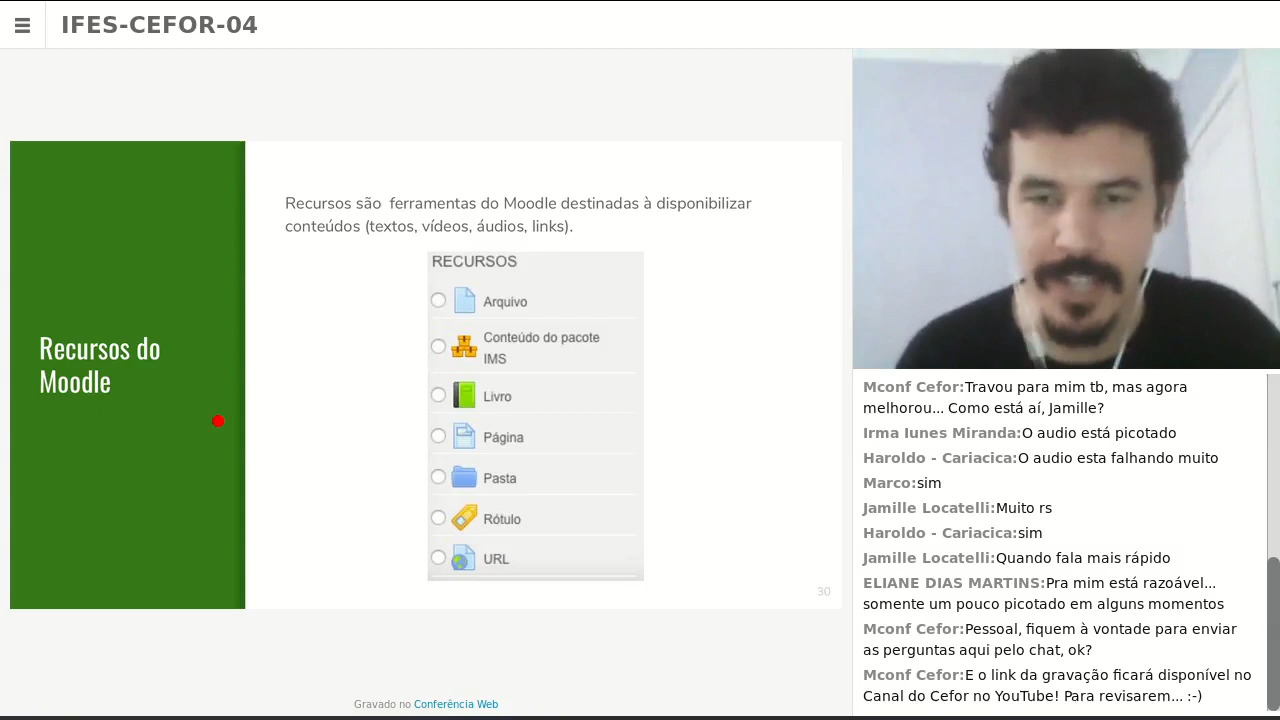 IFES-CEFOR-04
Recursos do
Moodle
Recursos são  ferramentas do Moodle destinadas à disponibilizar
conteúdos (textos, vídeos, áudios, links).
RECURSOS
Arquivo
Conteúdo do pacote
IMS
Livro
Página
Pasta
Rótulo
URL
30
Gravado no Conferência Web
Mconf Cefor:Travou para mim tb, mas agora
melhorou... Como está aí, Jamille?
Irma Iunes Miranda:O audio está picotado
Haroldo - Cariacica:O audio esta falhando muito
Marco:sim
Jamille Locatelli:Muito rs
Haroldo - Cariacica:sim
Jamille Locatelli:Quando fala mais rápido
ELIANE DIAS MARTINS:Pra mim está razoável...
somente um pouco picotado em alguns momentos
Mconf Cefor:Pessoal, fiquem à vontade para enviar
as perguntas aqui pelo chat, ok?
Mconf Cefor:E o link da gravação ficará disponível no
Canal do Cefor no YouTube! Para revisarem... :-)